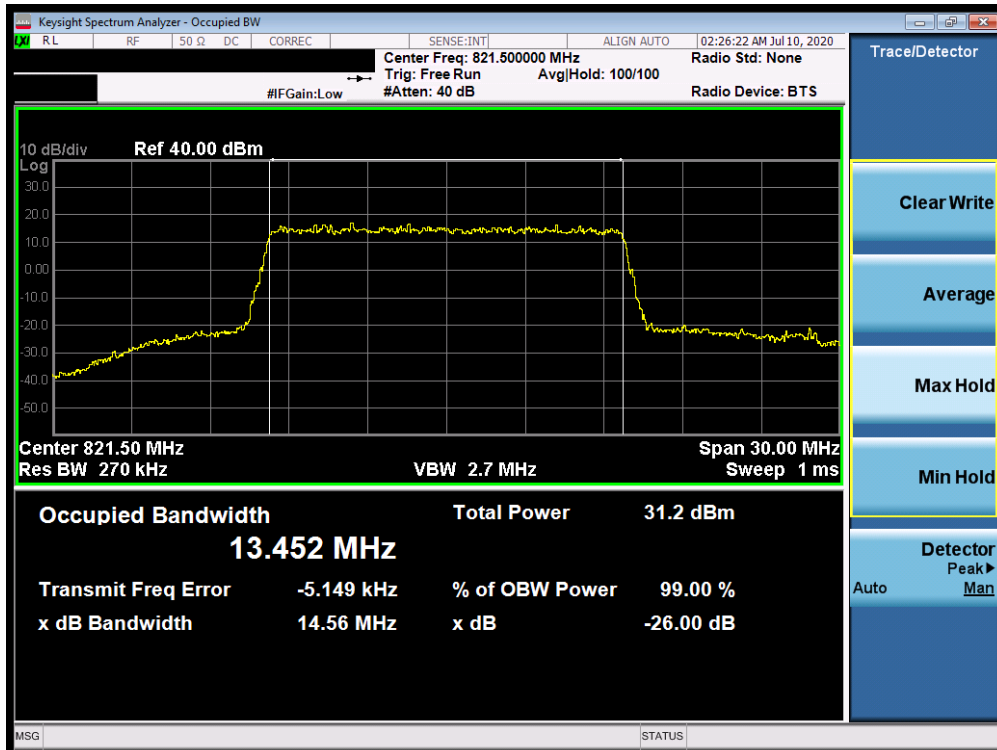 Keysight Spectrum Analyzer - Occupied BW
LXI RL RF 50 Ω DC CORREC SENSE:INT ALIGN AUTO 02:26:22 AM Jul 10, 2020
Center Freq: 821.500000 MHz Radio Std: None
Trig: Free Run Avg|Hold: 100/100
#IFGain:Low #Atten: 40 dB Radio Device: BTS
10 dB/div Ref 40.00 dBm
Log
30.0
20.0
10.0
0.00
-10.0
-20.0
-30.0
-40.0
-50.0
Center 821.50 MHz Span 30.00 MHz
Res BW 270 kHz VBW 2.7 MHz Sweep 1 ms
Occupied Bandwidth Total Power 31.2 dBm
13.452 MHz
Transmit Freq Error -5.149 kHz % of OBW Power 99.00 %
x dB Bandwidth 14.56 MHz x dB -26.00 dB
MSG STATUS
Trace/Detector
Clear Write
Average
Max Hold
Min Hold
Detector
Peak▶
Auto Man